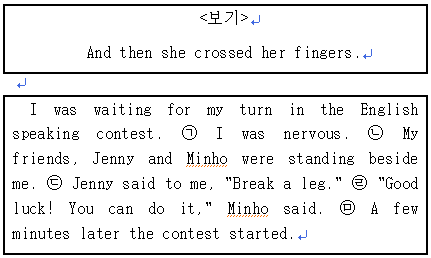 <보기>
And then she crossed her fingers.
I was waiting for my turn in the English
speaking contest. ㉠ I was nervous. ㉡ My
friends, Jenny and Minho were standing beside
me. ㉢ Jenny said to me, "Break a leg." ㉣ "Good
luck! You can do it," Minho said. ㉤ A few
minutes later the contest started.